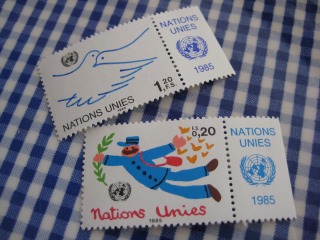 NATIONS
UNIES
1985
1,20
F.S.
NATIONS UNIES
F.S.
0,20
NATIONS
UNIES
1985
Nations Unies
1985